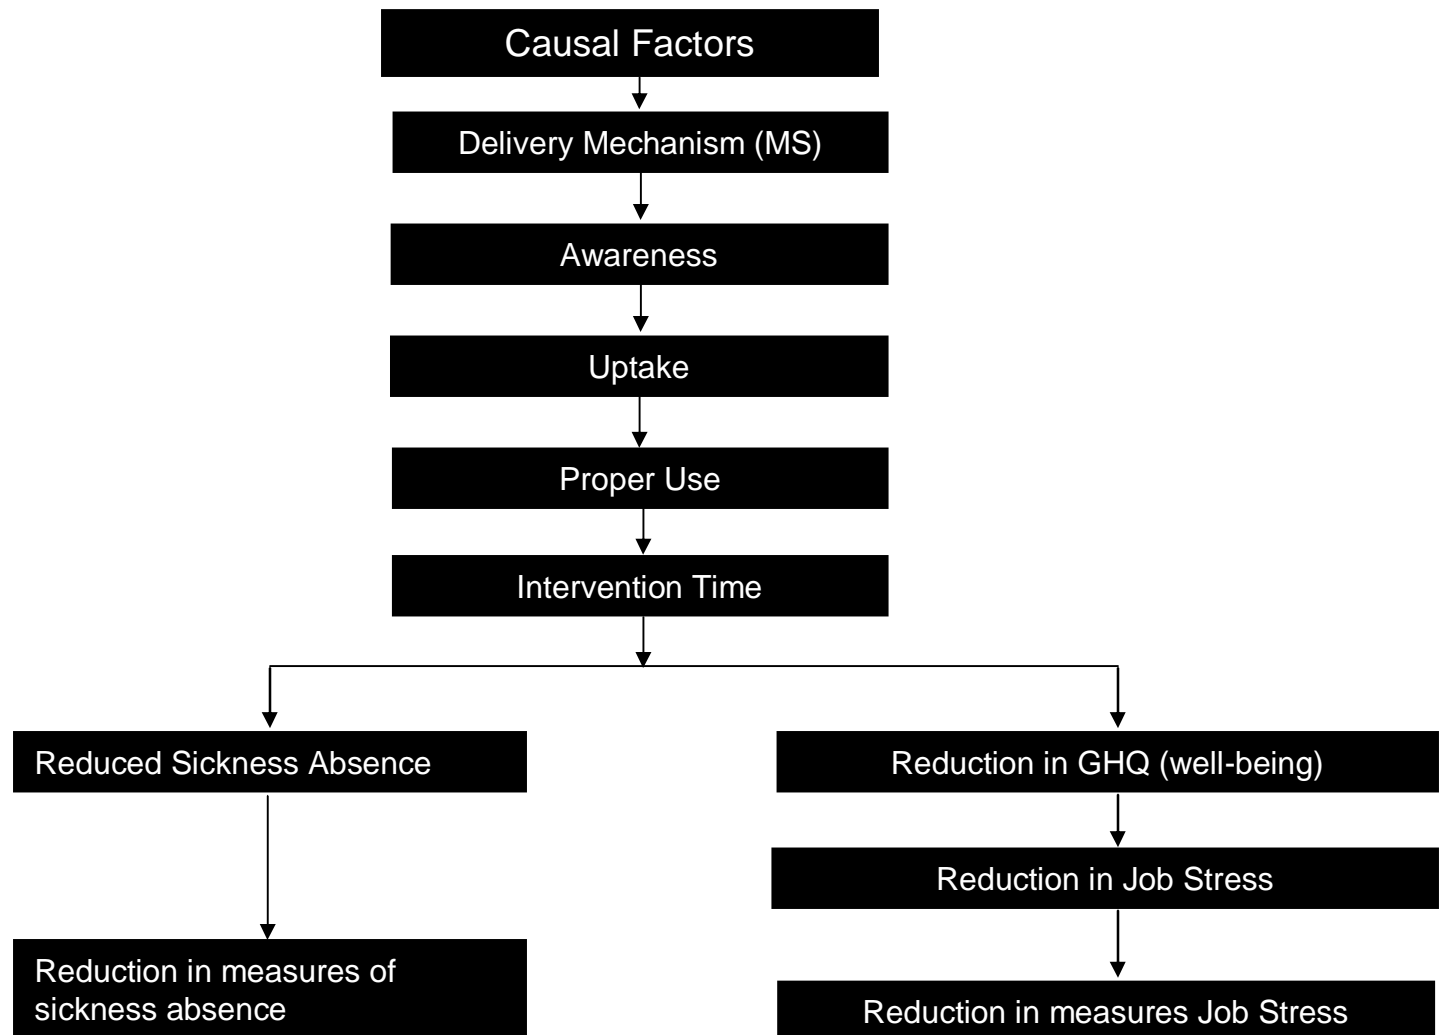 Causal Factors
Delivery Mechanism (MS)
Awareness
Uptake
Proper Use
Intervention Time
Reduced Sickness Absence
Reduction in GHQ (well-being)
Reduction in Job Stress
Reduction in measures of
sickness absence
Reduction in measures Job Stress